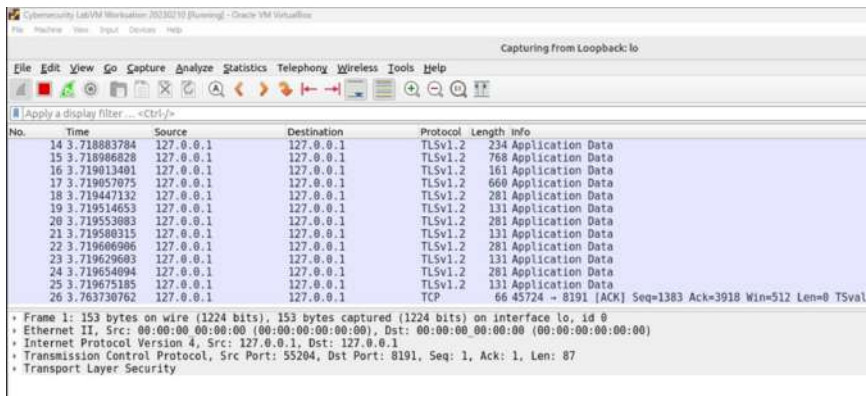 Cybersecurity LabVM Workstation 20230210 [Running] - Oracle VM VirtualBox
File Machine View Input Devices Help
Capturing from Loopback: lo
File Edit View Go Capture Analyze Statistics Telephony Wireless Tools Help
Apply a display filter ... <Ctrl-/>
No. Time Source Destination Protocol Length Info
14 3.718883784 127.0.0.1 127.0.0.1 TLSv1.2 234 Application Data
15 3.718986828 127.0.0.1 127.0.0.1 TLSv1.2 768 Application Data
16 3.719013401 127.0.0.1 127.0.0.1 TLSv1.2 161 Application Data
17 3.719057075 127.0.0.1 127.0.0.1 TLSv1.2 660 Application Data
18 3.719447132 127.0.0.1 127.0.0.1 TLSv1.2 281 Application Data
19 3.719514653 127.0.0.1 127.0.0.1 TLSv1.2 131 Application Data
20 3.719553083 127.0.0.1 127.0.0.1 TLSv1.2 281 Application Data
21 3.719580315 127.0.0.1 127.0.0.1 TLSv1.2 131 Application Data
22 3.719606906 127.0.0.1 127.0.0.1 TLSv1.2 281 Application Data
23 3.719629603 127.0.0.1 127.0.0.1 TLSv1.2 131 Application Data
24 3.719654094 127.0.0.1 127.0.0.1 TLSv1.2 281 Application Data
25 3.719675185 127.0.0.1 127.0.0.1 TLSv1.2 131 Application Data
26 3.763730762 127.0.0.1 127.0.0.1 TCP 66 45724 → 8191 [ACK] Seq=1383 Ack=3918 Win=512 Len=0 TSval
Frame 1: 153 bytes on wire (1224 bits), 153 bytes captured (1224 bits) on interface lo, id 0
Ethernet II, Src: 00:00:00_00:00:00 (00:00:00:00:00:00), Dst: 00:00:00_00:00:00 (00:00:00:00:00:00)
Internet Protocol Version 4, Src: 127.0.0.1, Dst: 127.0.0.1
Transmission Control Protocol, Src Port: 55204, Dst Port: 8191, Seq: 1, Ack: 1, Len: 87
Transport Layer Security